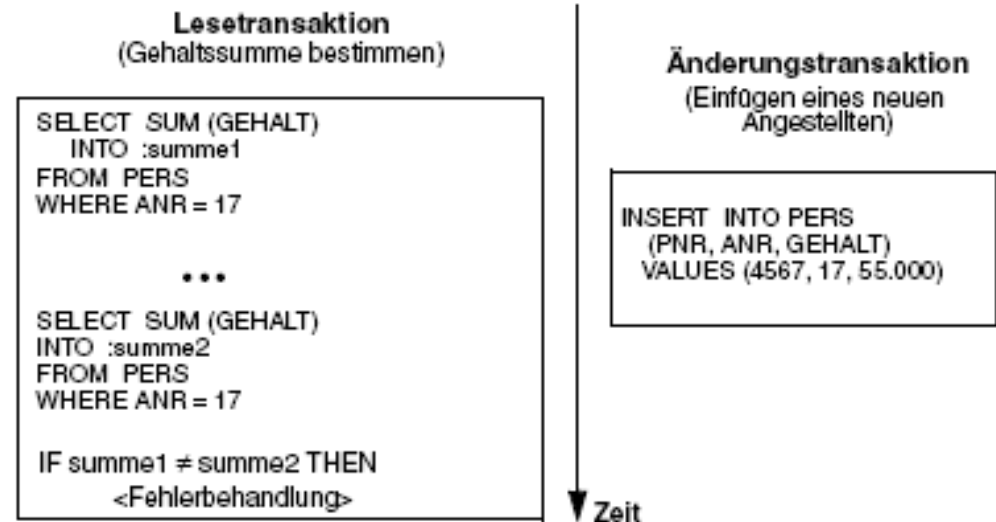 Lesetransaktion
(Gehaltssumme bestimmen)
SELECT SUM (GEHALT)
INTO :summe1
FROM PERS
WHERE ANR = 17
•••
SELECT SUM (GEHALT)
INTO :summe2
FROM PERS
WHERE ANR = 17
IF summe1 ≠ summe2 THEN
<Fehlerbehandlung>
Änderungstransaktion
(Einfügen eines neuen
Angestellten)
INSERT INTO PERS
(PNR, ANR, GEHALT)
VALUES (4567, 17, 55.000)
Zeit